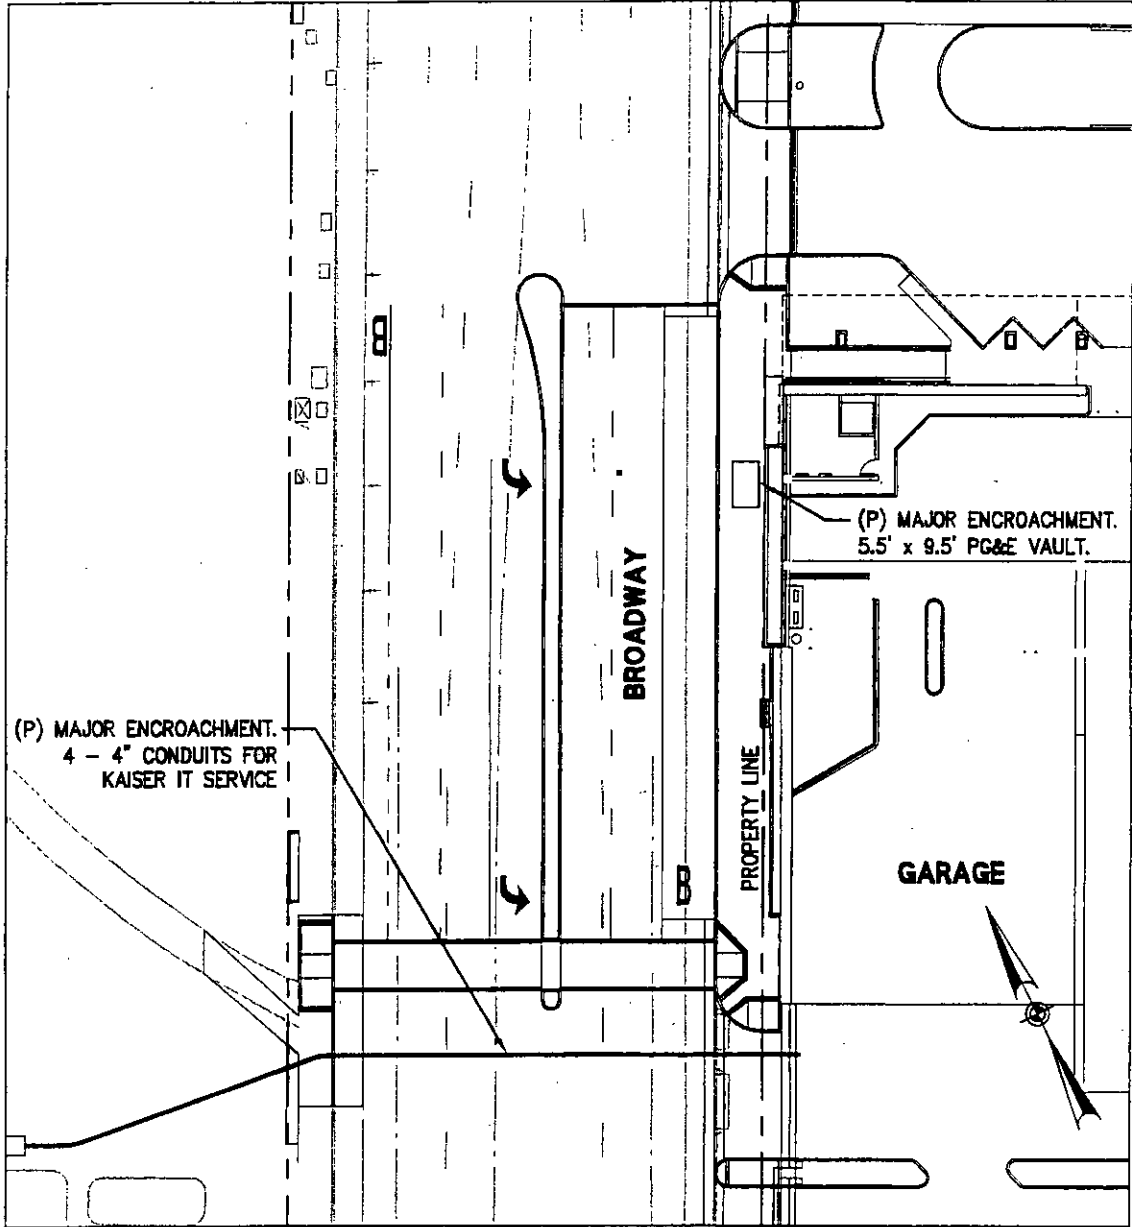 (P) MAJOR ENCROACHMENT.
5.5' x 9.5' PG&E VAULT.
BROADWAY
(P) MAJOR ENCROACHMENT.
4 - 4" CONDUITS FOR
KAISER IT SERVICE
PROPERTY LINE
GARAGE